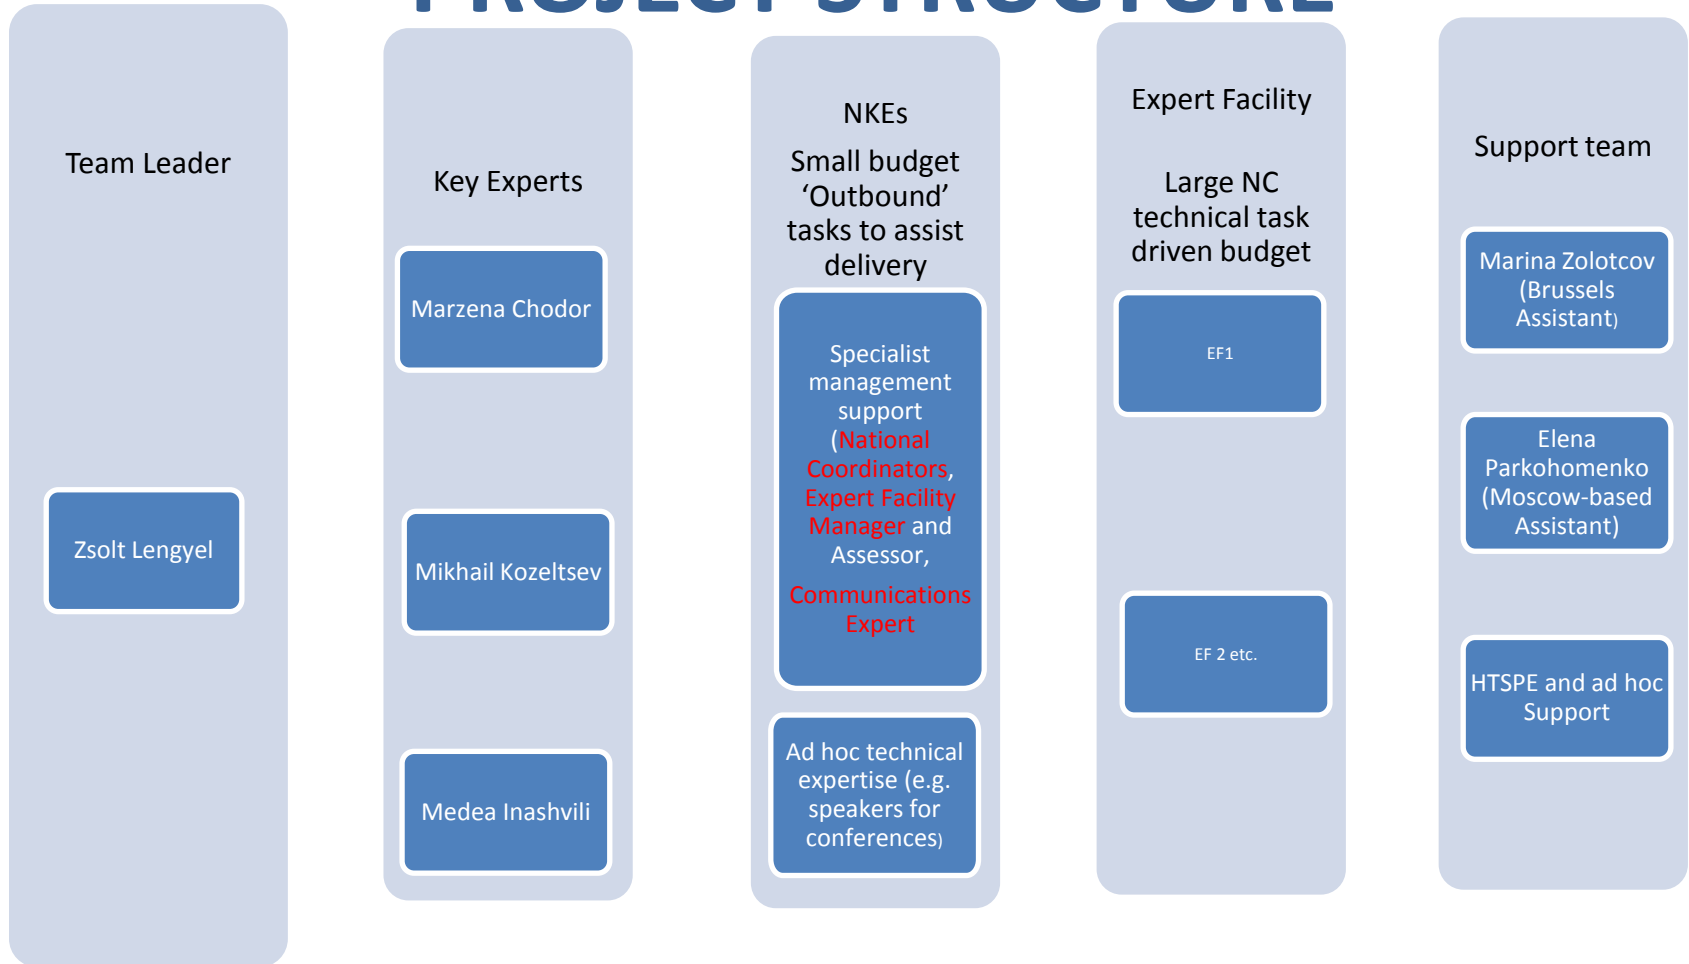 PROJECT STRUCTURE
Team Leader
Zsolt Lengyel
Key Experts
Marzena Chodor
Mikhail Kozeltsev
Medea Inashvili
NKEs
Small budget
‘Outbound’
tasks to assist
delivery
Specialist
management
support
(National
Coordinators,
Expert Facility
Manager and
Assessor,
Communications
Expert
Ad hoc technical
expertise (e.g.
speakers for
conferences)
Expert Facility
Large NC
technical task
driven budget
EF1
EF 2 etc.
Support team
Marina Zolotcov
(Brussels
Assistant)
Elena
Parkohomenko
(Moscow-based
Assistant)
HTSPE and ad hoc
Support